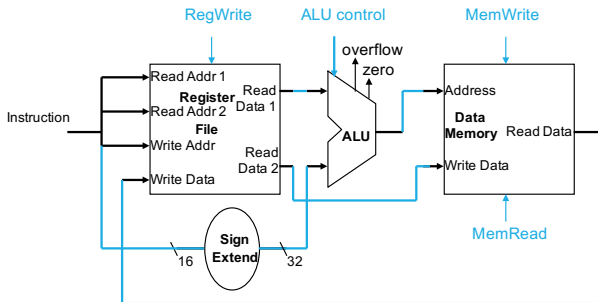 RegWrite
ALU control
MemWrite
overflow
zero
Instruction
Read Addr 1
Read Addr 2
Write Addr
Write Data
Register
File
Read
Data 1
Read
Data 2
ALU
Address
Data
Memory
Read Data
Write Data
MemRead
Sign
Extend
16
32